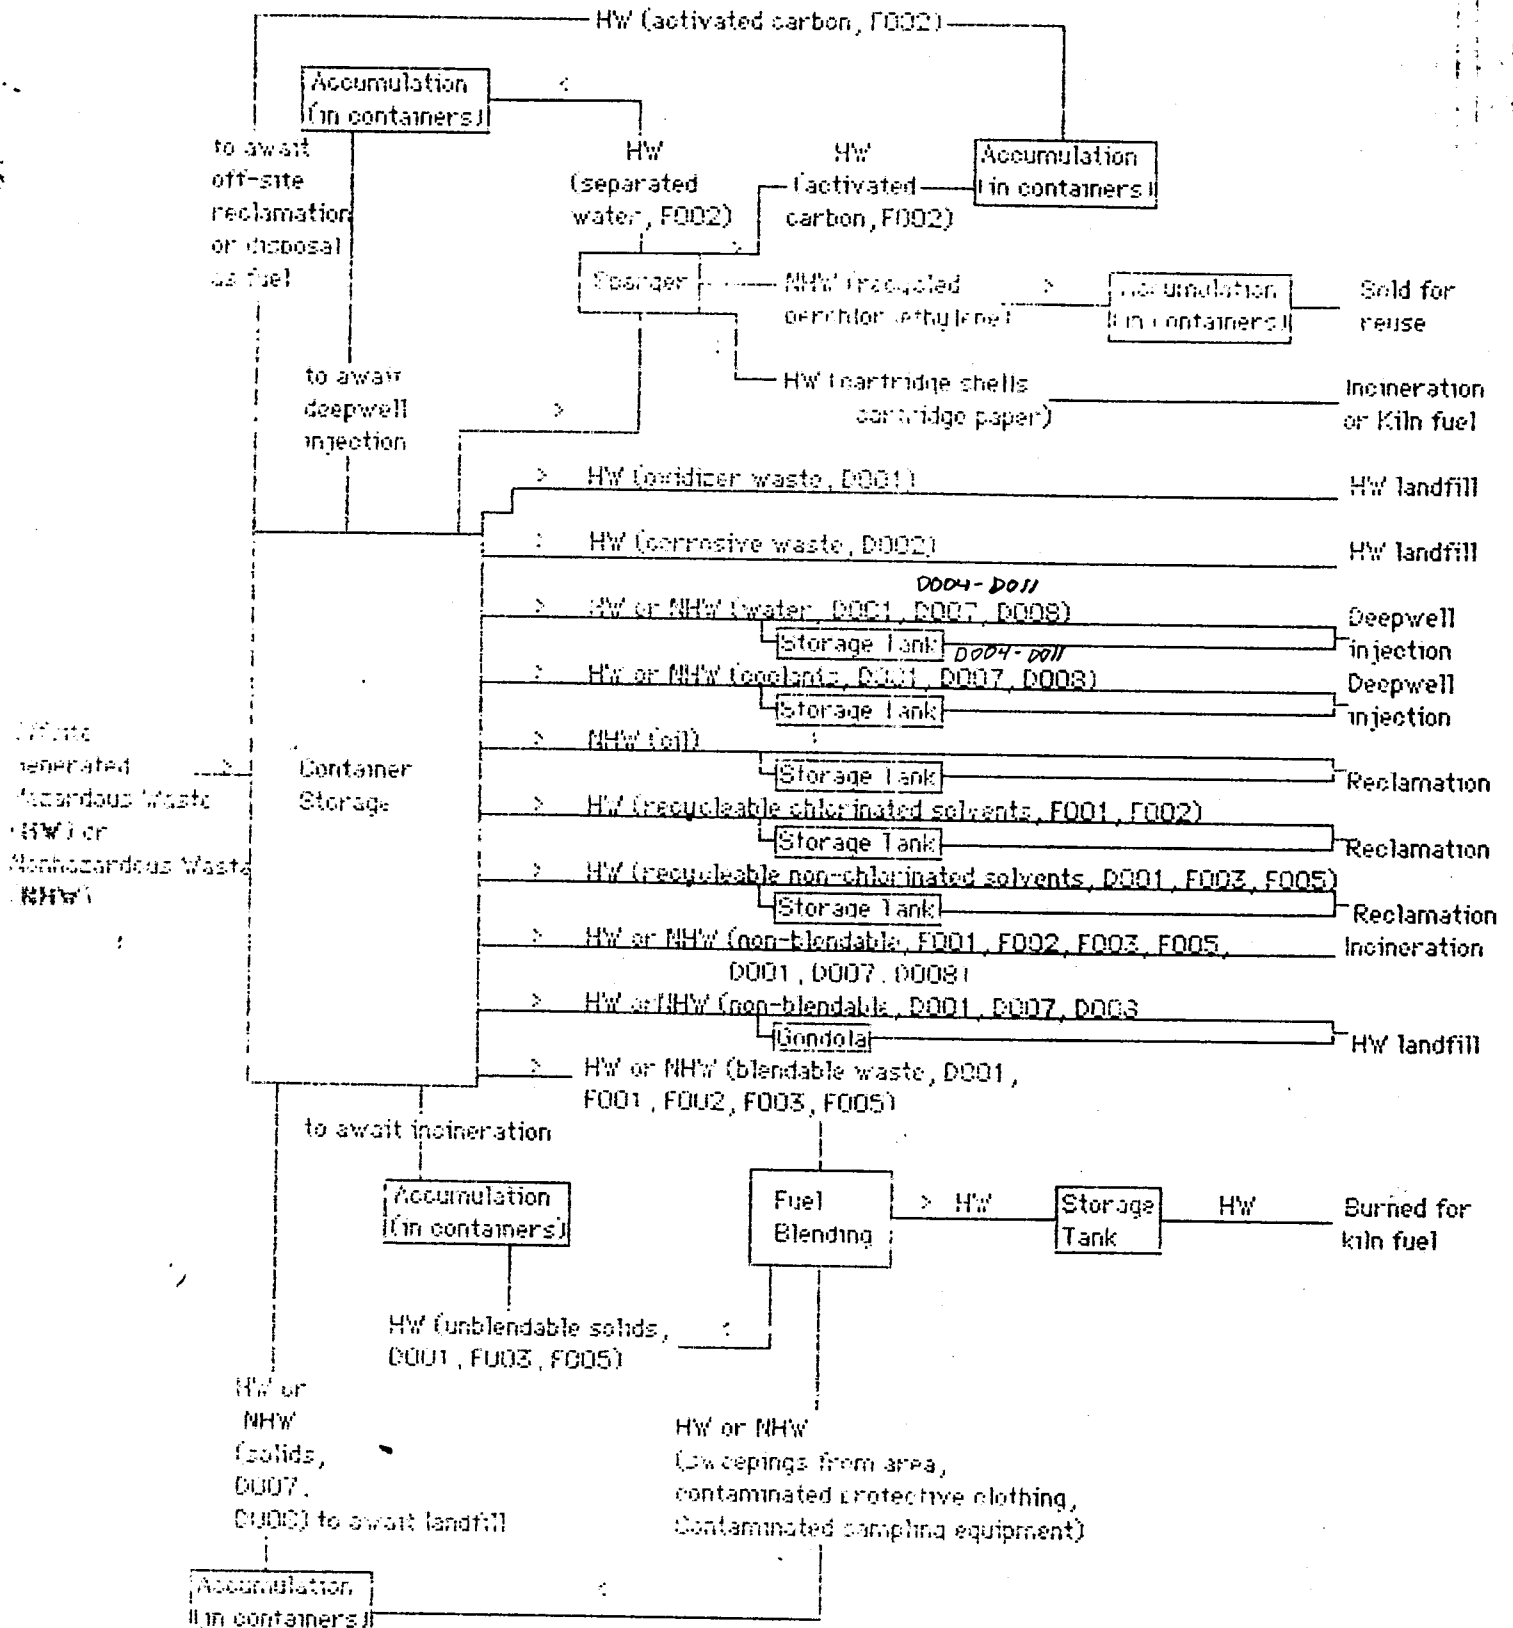 HW (activated carbon, F002)
Accumulation
(in containers)
to await
off-site
reclamation
or disposal
as fuel
HW
(separated
water, F002)
HW
(activated
carbon, F002)
Accumulation
(in containers)
Sparger
NHW (recycled
perchlorethylene)
Accumulation
(in containers)
Sold for
reuse
to await
deepwell
injection
HW (cartridge shells
cartridge paper)
Incineration
or Kiln fuel
HW (oxidizer waste, D001)
HW landfill
HW (corrosive waste, D002)
HW landfill
D004-D011
HW or NHW (water, D001, D007, D008)
Storage Tank
Deepwell
injection
D004-D011
HW or NHW (coolants, D001, D007, D008)
Storage Tank
Deepwell
injection
NHW (oil)
Storage Tank
Reclamation
Offsite
Generated
Hazardous Waste
(HW) or
Nonhazardous Waste
(NHW)
Container
Storage
HW (recycleable chlorinated solvents, F001, F002)
Storage Tank
Reclamation
HW (recycleable non-chlorinated solvents, D001, F003, F005)
Storage Tank
Reclamation
HW or NHW (non-blendable, F001, F002, F003, F005,
D001, D007, D008)
Incineration
HW or NHW (non-blendable, D001, D007, D008
Gondola
HW landfill
HW or NHW (blendable waste, D001,
F001, F002, F003, F005)
to await incineration
Accumulation
(in containers)
Fuel
Blending
HW
Storage
Tank
HW
Burned for
kiln fuel
HW (unblendable solids,
D001, F003, F005)
HW or
NHW
(solids,
D007,
D008) to await landfill
HW or NHW
(sweepings from area,
contaminated protective clothing,
Contaminated sampling equipment)
Accumulation
(in containers)